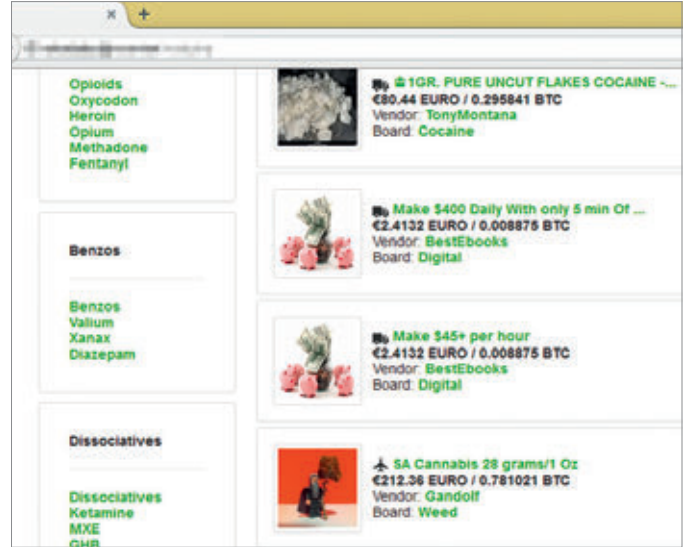 Opioids
Oxycodon
Heroin
Opium
Methadone
Fentanyl
Benzos
Benzos
Valium
Xanax
Diazepam
Dissociatives
Dissociatives
Ketamine
MXE
GHB
1GR. PURE UNCUT FLAKES COCAINE -...
€80.44 EURO / 0.295841 BTC
Vendor: TonyMontana
Board: Cocaine
Make $400 Daily With only 5 min Of ...
€2.4132 EURO / 0.008875 BTC
Vendor: BestEbooks
Board: Digital
Make $45+ per hour
€2.4132 EURO / 0.008875 BTC
Vendor: BestEbooks
Board: Digital
SA Cannabis 28 grams/1 Oz
€212.36 EURO / 0.781021 BTC
Vendor: Gandolf
Board: Weed